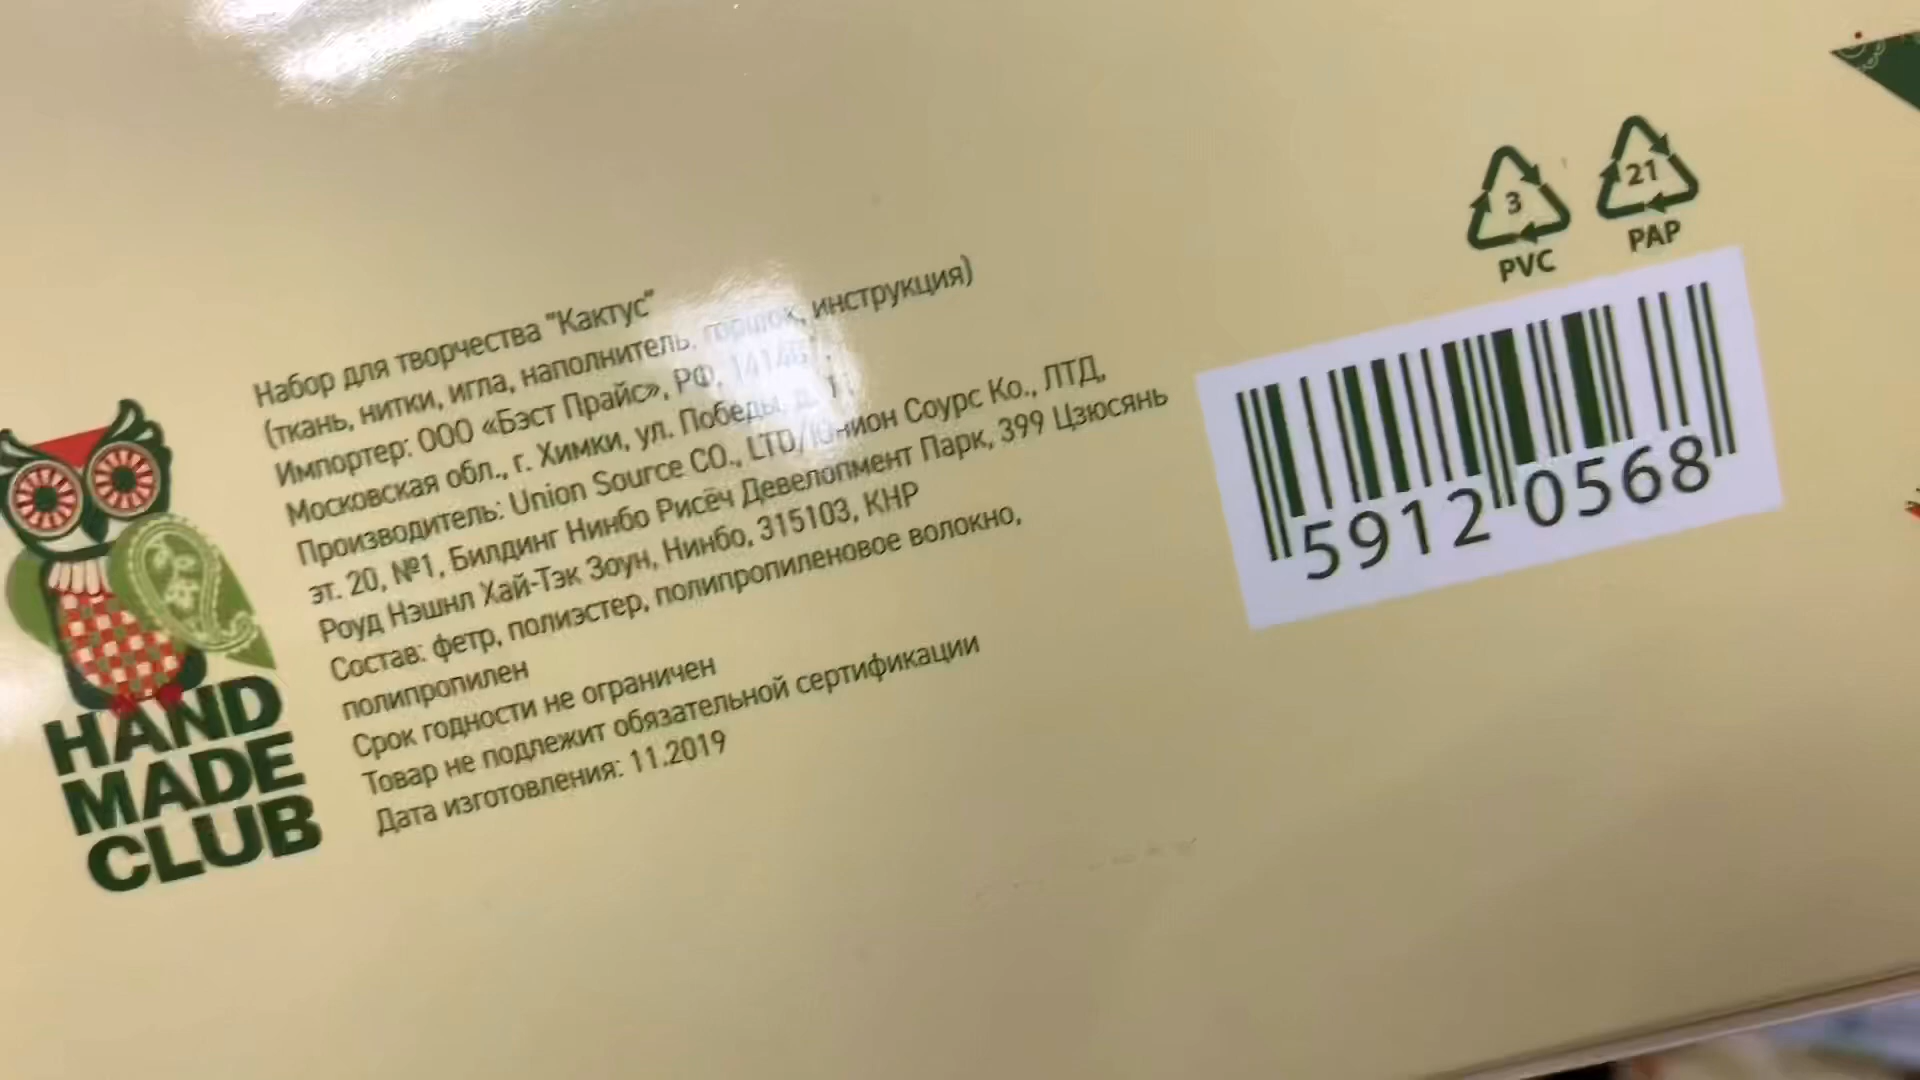 Набор для творчества "Кактус"
(ткань, нитки, игла, наполнитель, горшок, инструкция)
Импортер: ООО «Бэст Прайс», РФ,
Московская обл., г. Химки, ул. Победы, д.
Производитель: Union Source CO., LTD/Юнион Соурс Ко., ЛТД,
эт. 20, №1, Билдинг Нинбо Рисёч Девелопмент Парк, 399 Цзюсянь
Роуд Нэшнл Хай-Тэк Зоун, Нинбо, 315103, КНР
Состав: фетр, полиэстер, полипропиленовое волокно,
полипропилен
Срок годности не ограничен
Товар не подлежит обязательной сертификации
Дата изготовления: 11.2019
HAND
MADE
CLUB
3
PVC
21
PAP
5912 0568